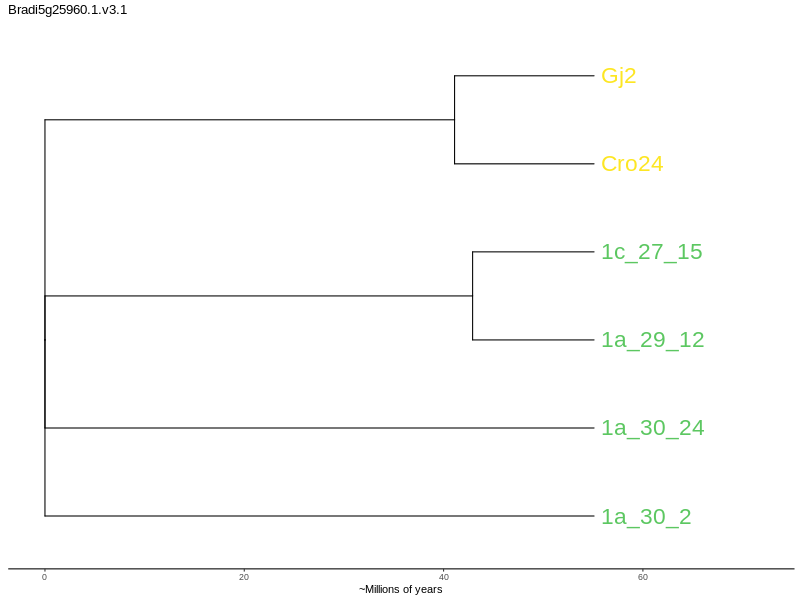 Bradi5g25960.1.v3.1
Gj2
Cro24
1c_27_15
1a_29_12
1a_30_24
1a_30_2
0 20 40 60
~Millions of years